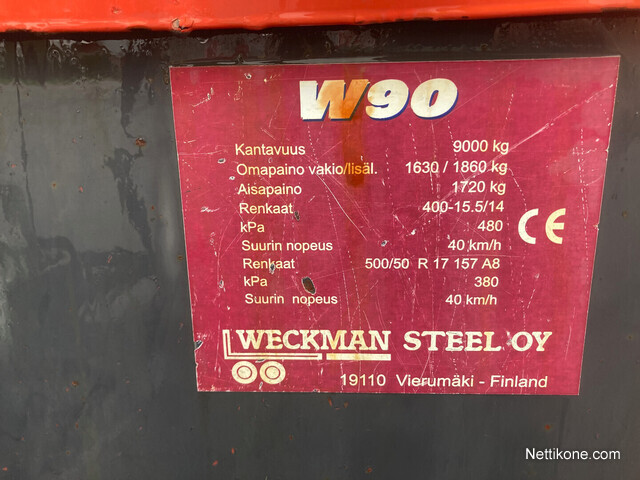 W90
Kantavuus 9000 kg
Omapaino vakio/lisäl. 1630 / 1860 kg
Aisapaino 1720 kg
Renkaat 400-15.5/14
kPa 480
Suurin nopeus 40 km/h
Renkaat 500/50 R 17 157 A8
kPa 380
Suurin nopeus 40 km/h
CE
WECKMAN STEEL OY
19110 Vierumäki - Finland
Nettikone.com